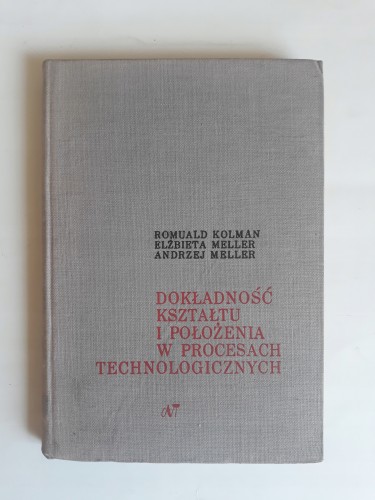 ROMUALD KOLMAN
ELŻBIETA MELLER
ANDRZEJ MELLER
DOKŁADNOŚĆ
KSZTAŁTU
I POŁOŻENIA
W PROCESACH
TECHNOLOGICZNYCH